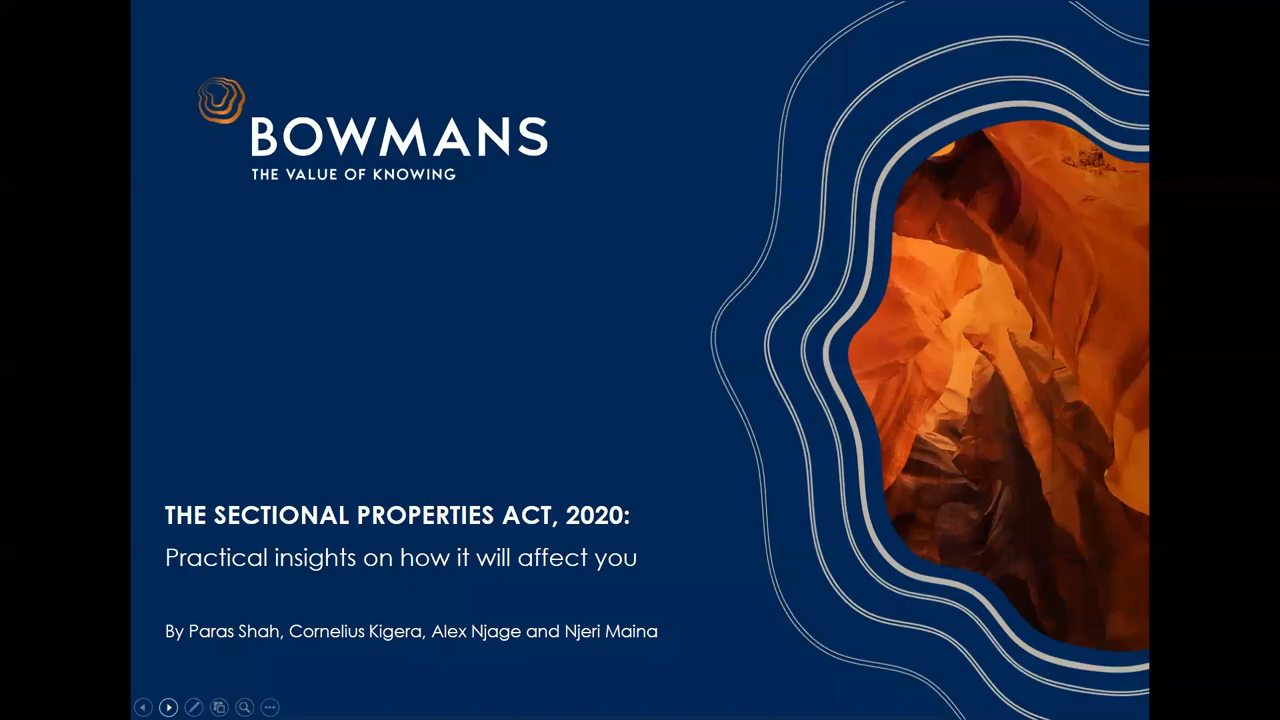 BOWMANS
THE VALUE OF KNOWING
THE SECTIONAL PROPERTIES ACT, 2020:
Practical insights on how it will affect you
By Paras Shah, Cornelius Kigera, Alex Njage and Njeri Maina